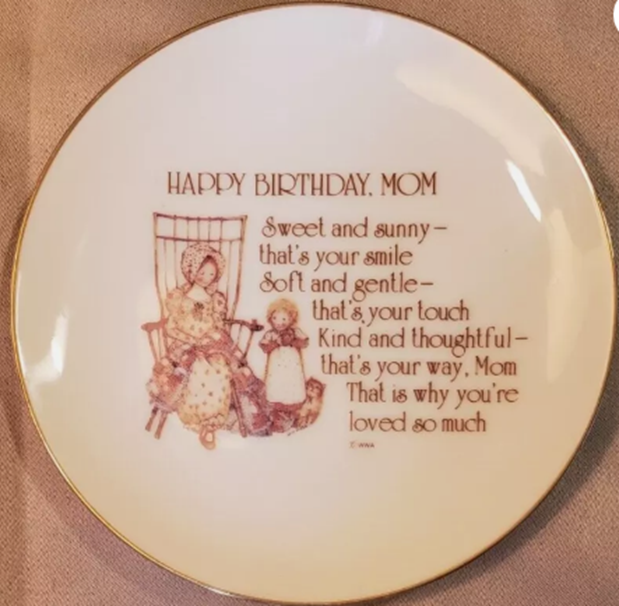 HAPPY BIRTHDAY, MOM
Sweet and sunny–
that's your smile
Soft and gentle–
that's your touch
Kind and thoughtful–
that's your way, Mom
That is why you're
loved so much